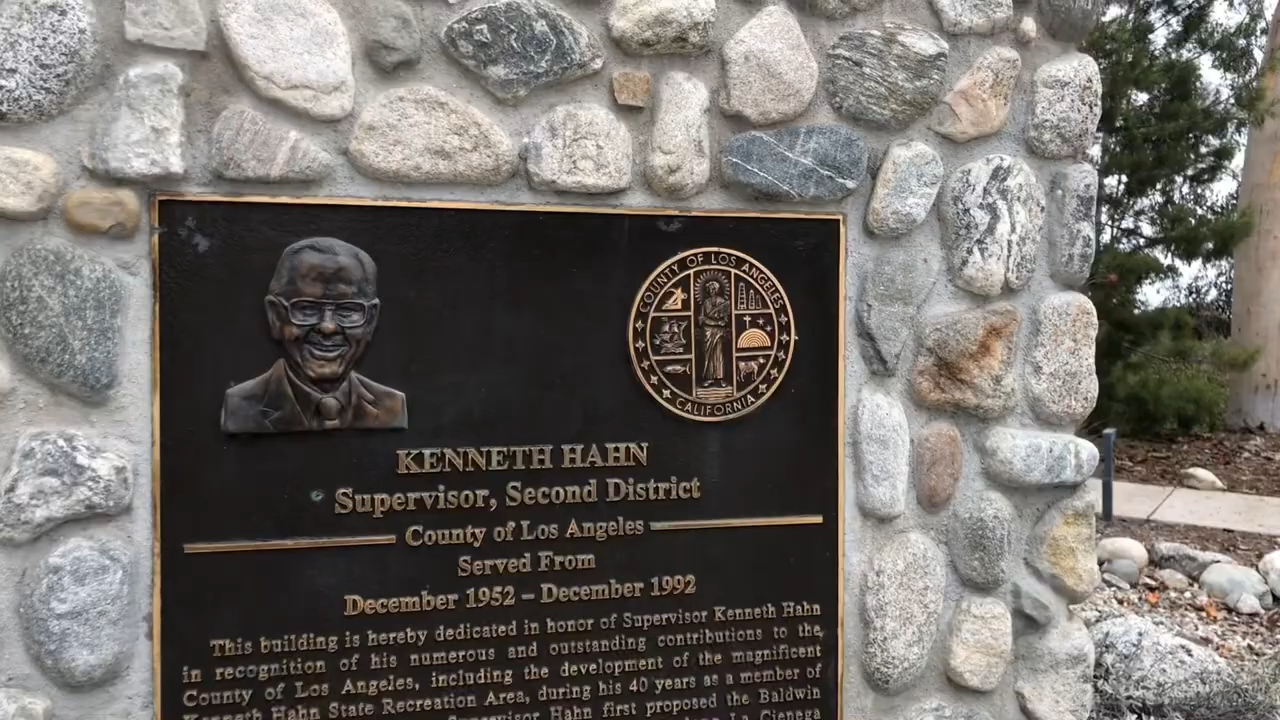 COUNTY OF LOS ANGELES
CALIFORNIA
KENNETH HAHN
Supervisor, Second District
County of Los Angeles
Served From
December 1952 – December 1992
This building is hereby dedicated in honor of Supervisor Kenneth Hahn
in recognition of his numerous and outstanding contributions to the
County of Los Angeles, including the development of the magnificent
Kenneth Hahn State Recreation Area, during his 40 years as a member of
Supervisor Hahn first proposed the Baldwin
La Cienega